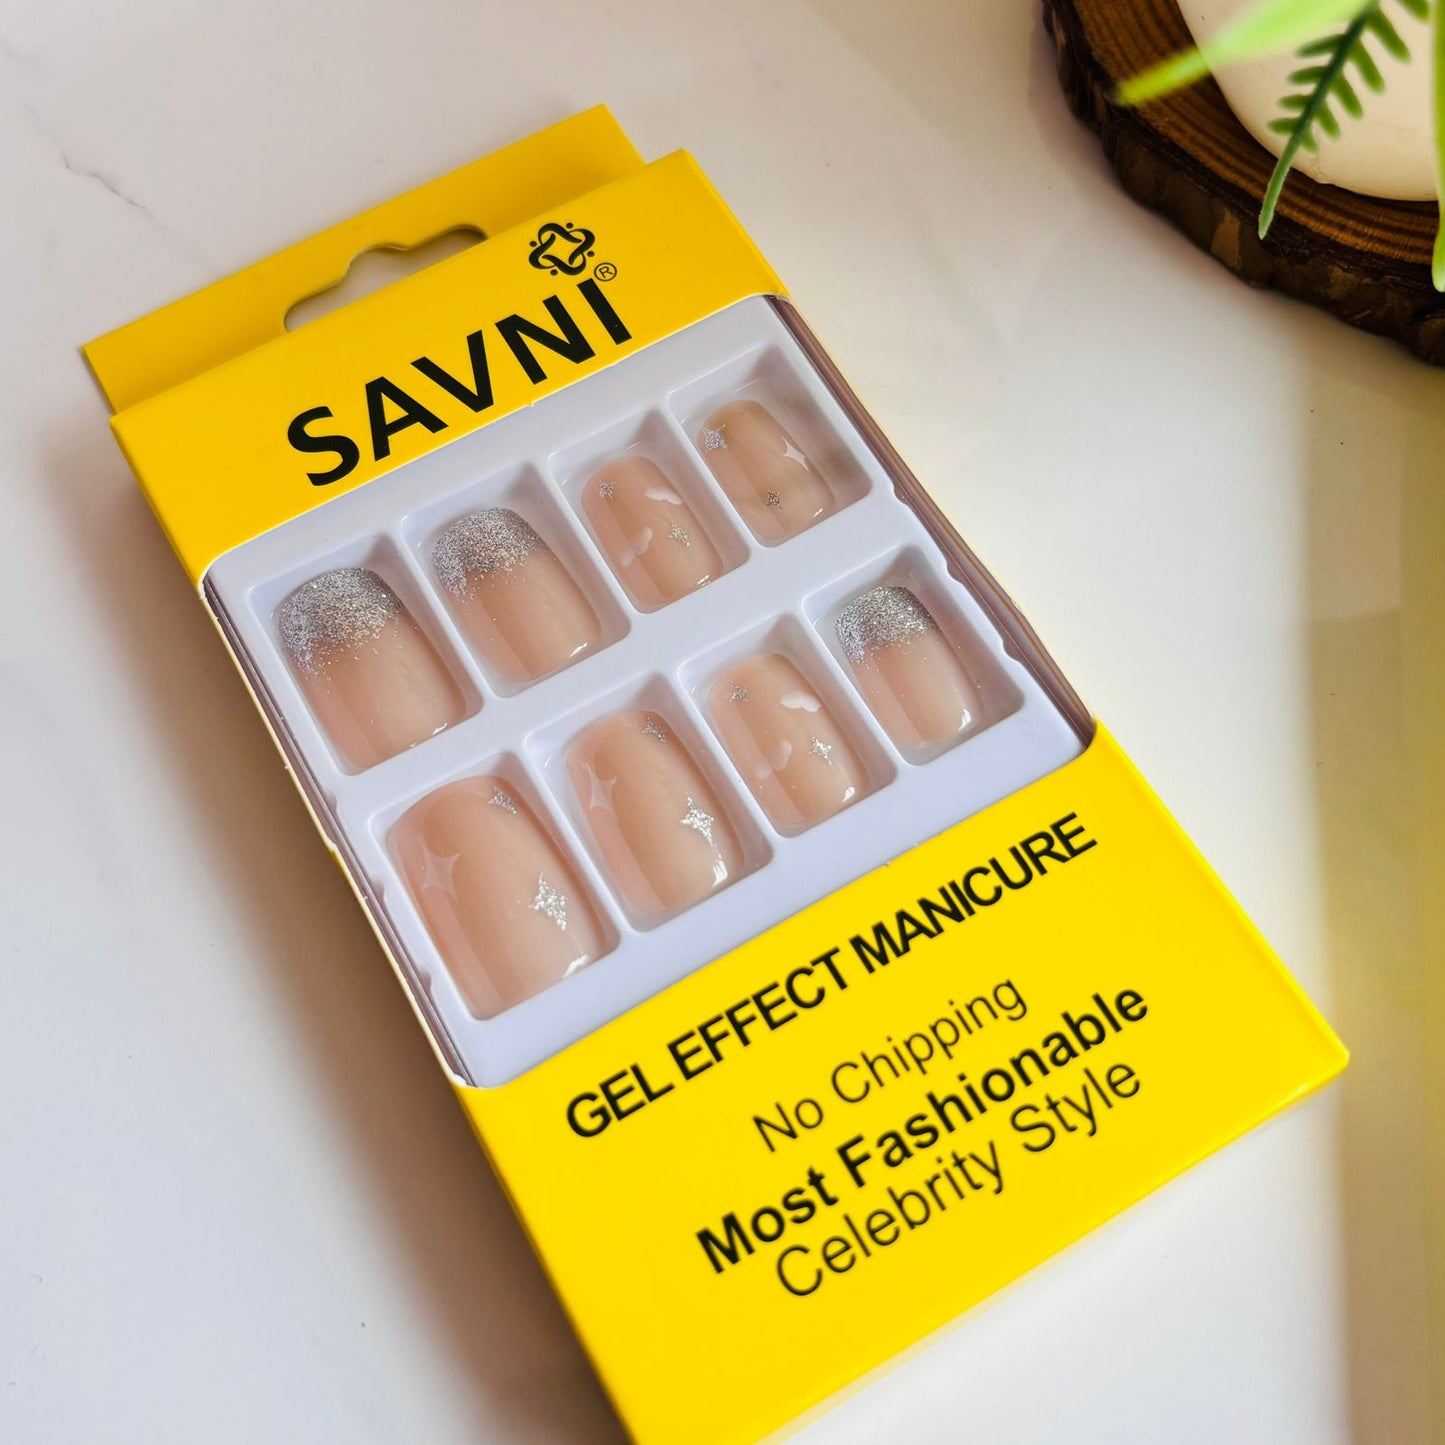 SAVNI®
GEL EFFECT MANICURE
No Chipping
Most Fashionable
Celebrity Style